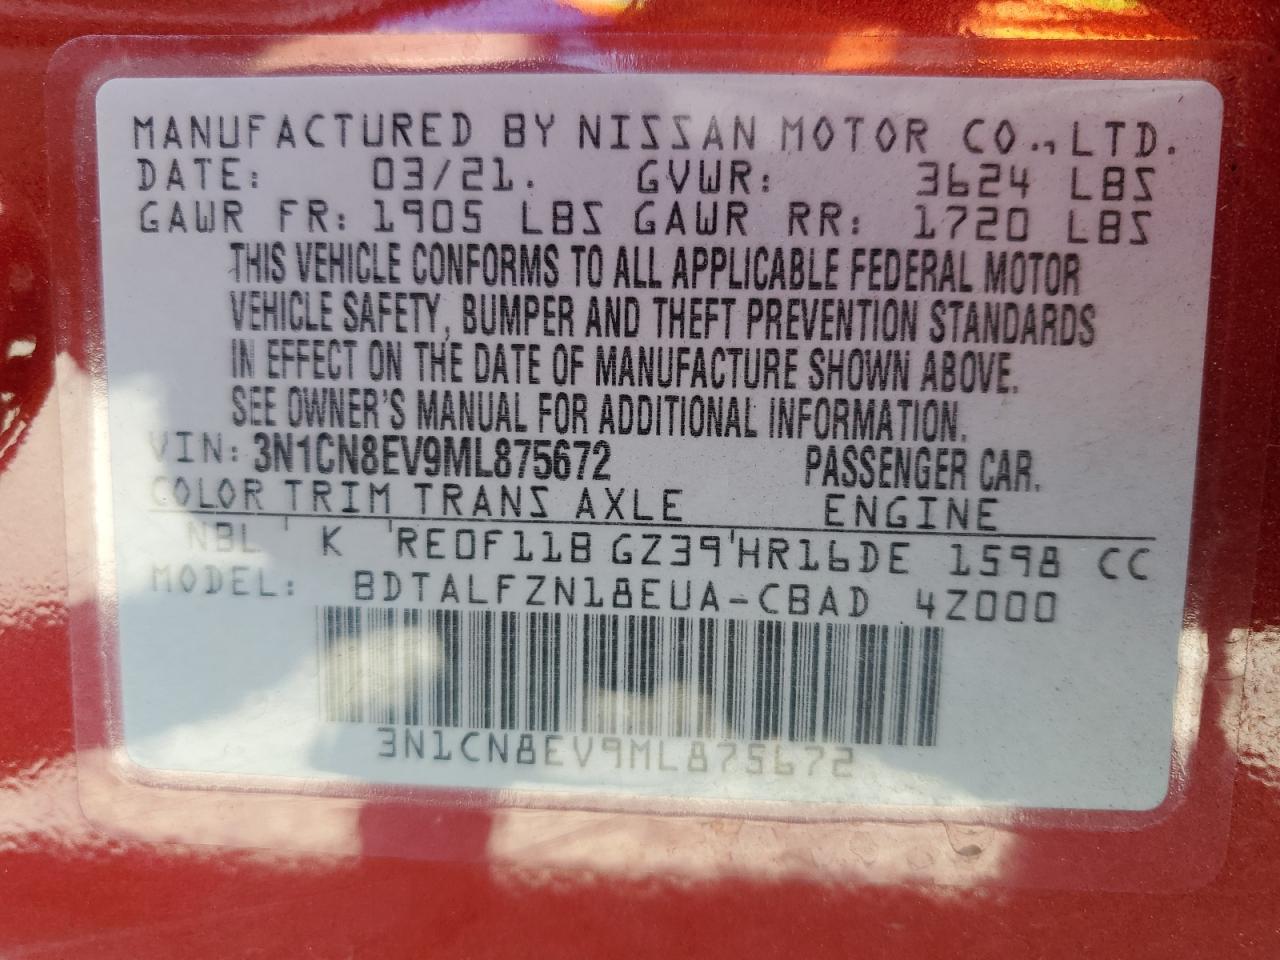 MANUFACTURED BY NISSAN MOTOR CO., LTD.
DATE: 03/21. GVWR: 3624 LBS
GAWR FR: 1905 LBS GAWR RR: 1720 LBS
THIS VEHICLE CONFORMS TO ALL APPLICABLE FEDERAL MOTOR
VEHICLE SAFETY, BUMPER AND THEFT PREVENTION STANDARDS
IN EFFECT ON THE DATE OF MANUFACTURE SHOWN ABOVE.
SEE OWNER'S MANUAL FOR ADDITIONAL INFORMATION.
VIN: 3N1CN8EV9ML875672 PASSENGER CAR.
COLOR TRIM TRANS AXLE ENGINE
NBL ' K 'RE0F11B GZ39'HR16DE 1598 CC
MODEL: BDTALFZN18EUA-CBAD 4Z000
3N1CN8EV9ML875672